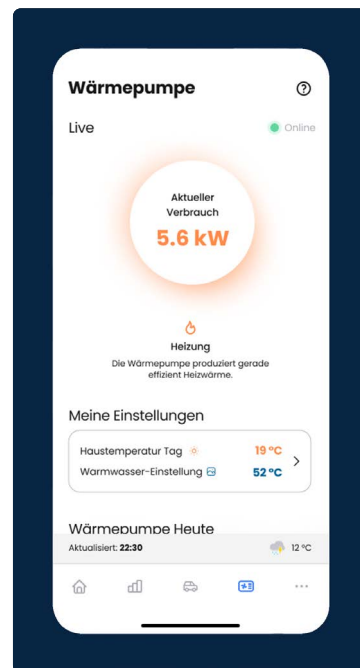 Wärmepumpe
Live
Online
Aktueller
Verbrauch
5.6 kW
Heizung
Die Wärmepumpe produziert gerade
effizient Heizwärme.
Meine Einstellungen
Haustemperatur Tag 19 °C
Warmwasser-Einstellung 52 °C
Wärmepumpe Heute
Aktualisiert: 22:30 12 °C